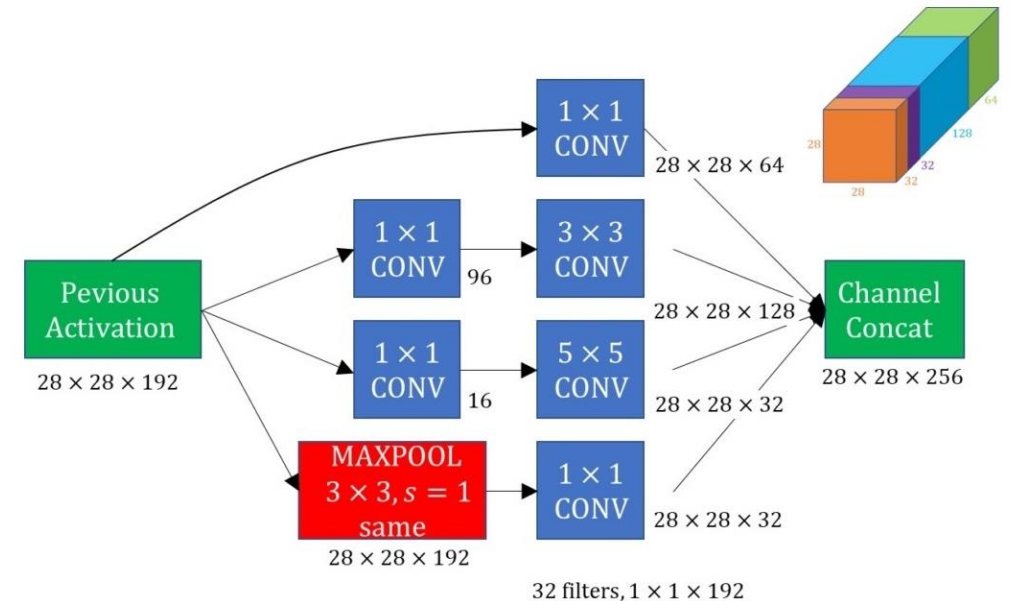 1 × 1
CONV
28 × 28 × 64
1 × 1
CONV
96
3 × 3
CONV
28 × 28 × 128
Pevious
Activation
28 × 28 × 192
1 × 1
CONV
16
5 × 5
CONV
28 × 28 × 32
MAXPOOL
3 × 3, s = 1
same
28 × 28 × 192
1 × 1
CONV
28 × 28 × 32
32 filters, 1 × 1 × 192
Channel
Concat
28 × 28 × 256
28
28
32
32
128
64